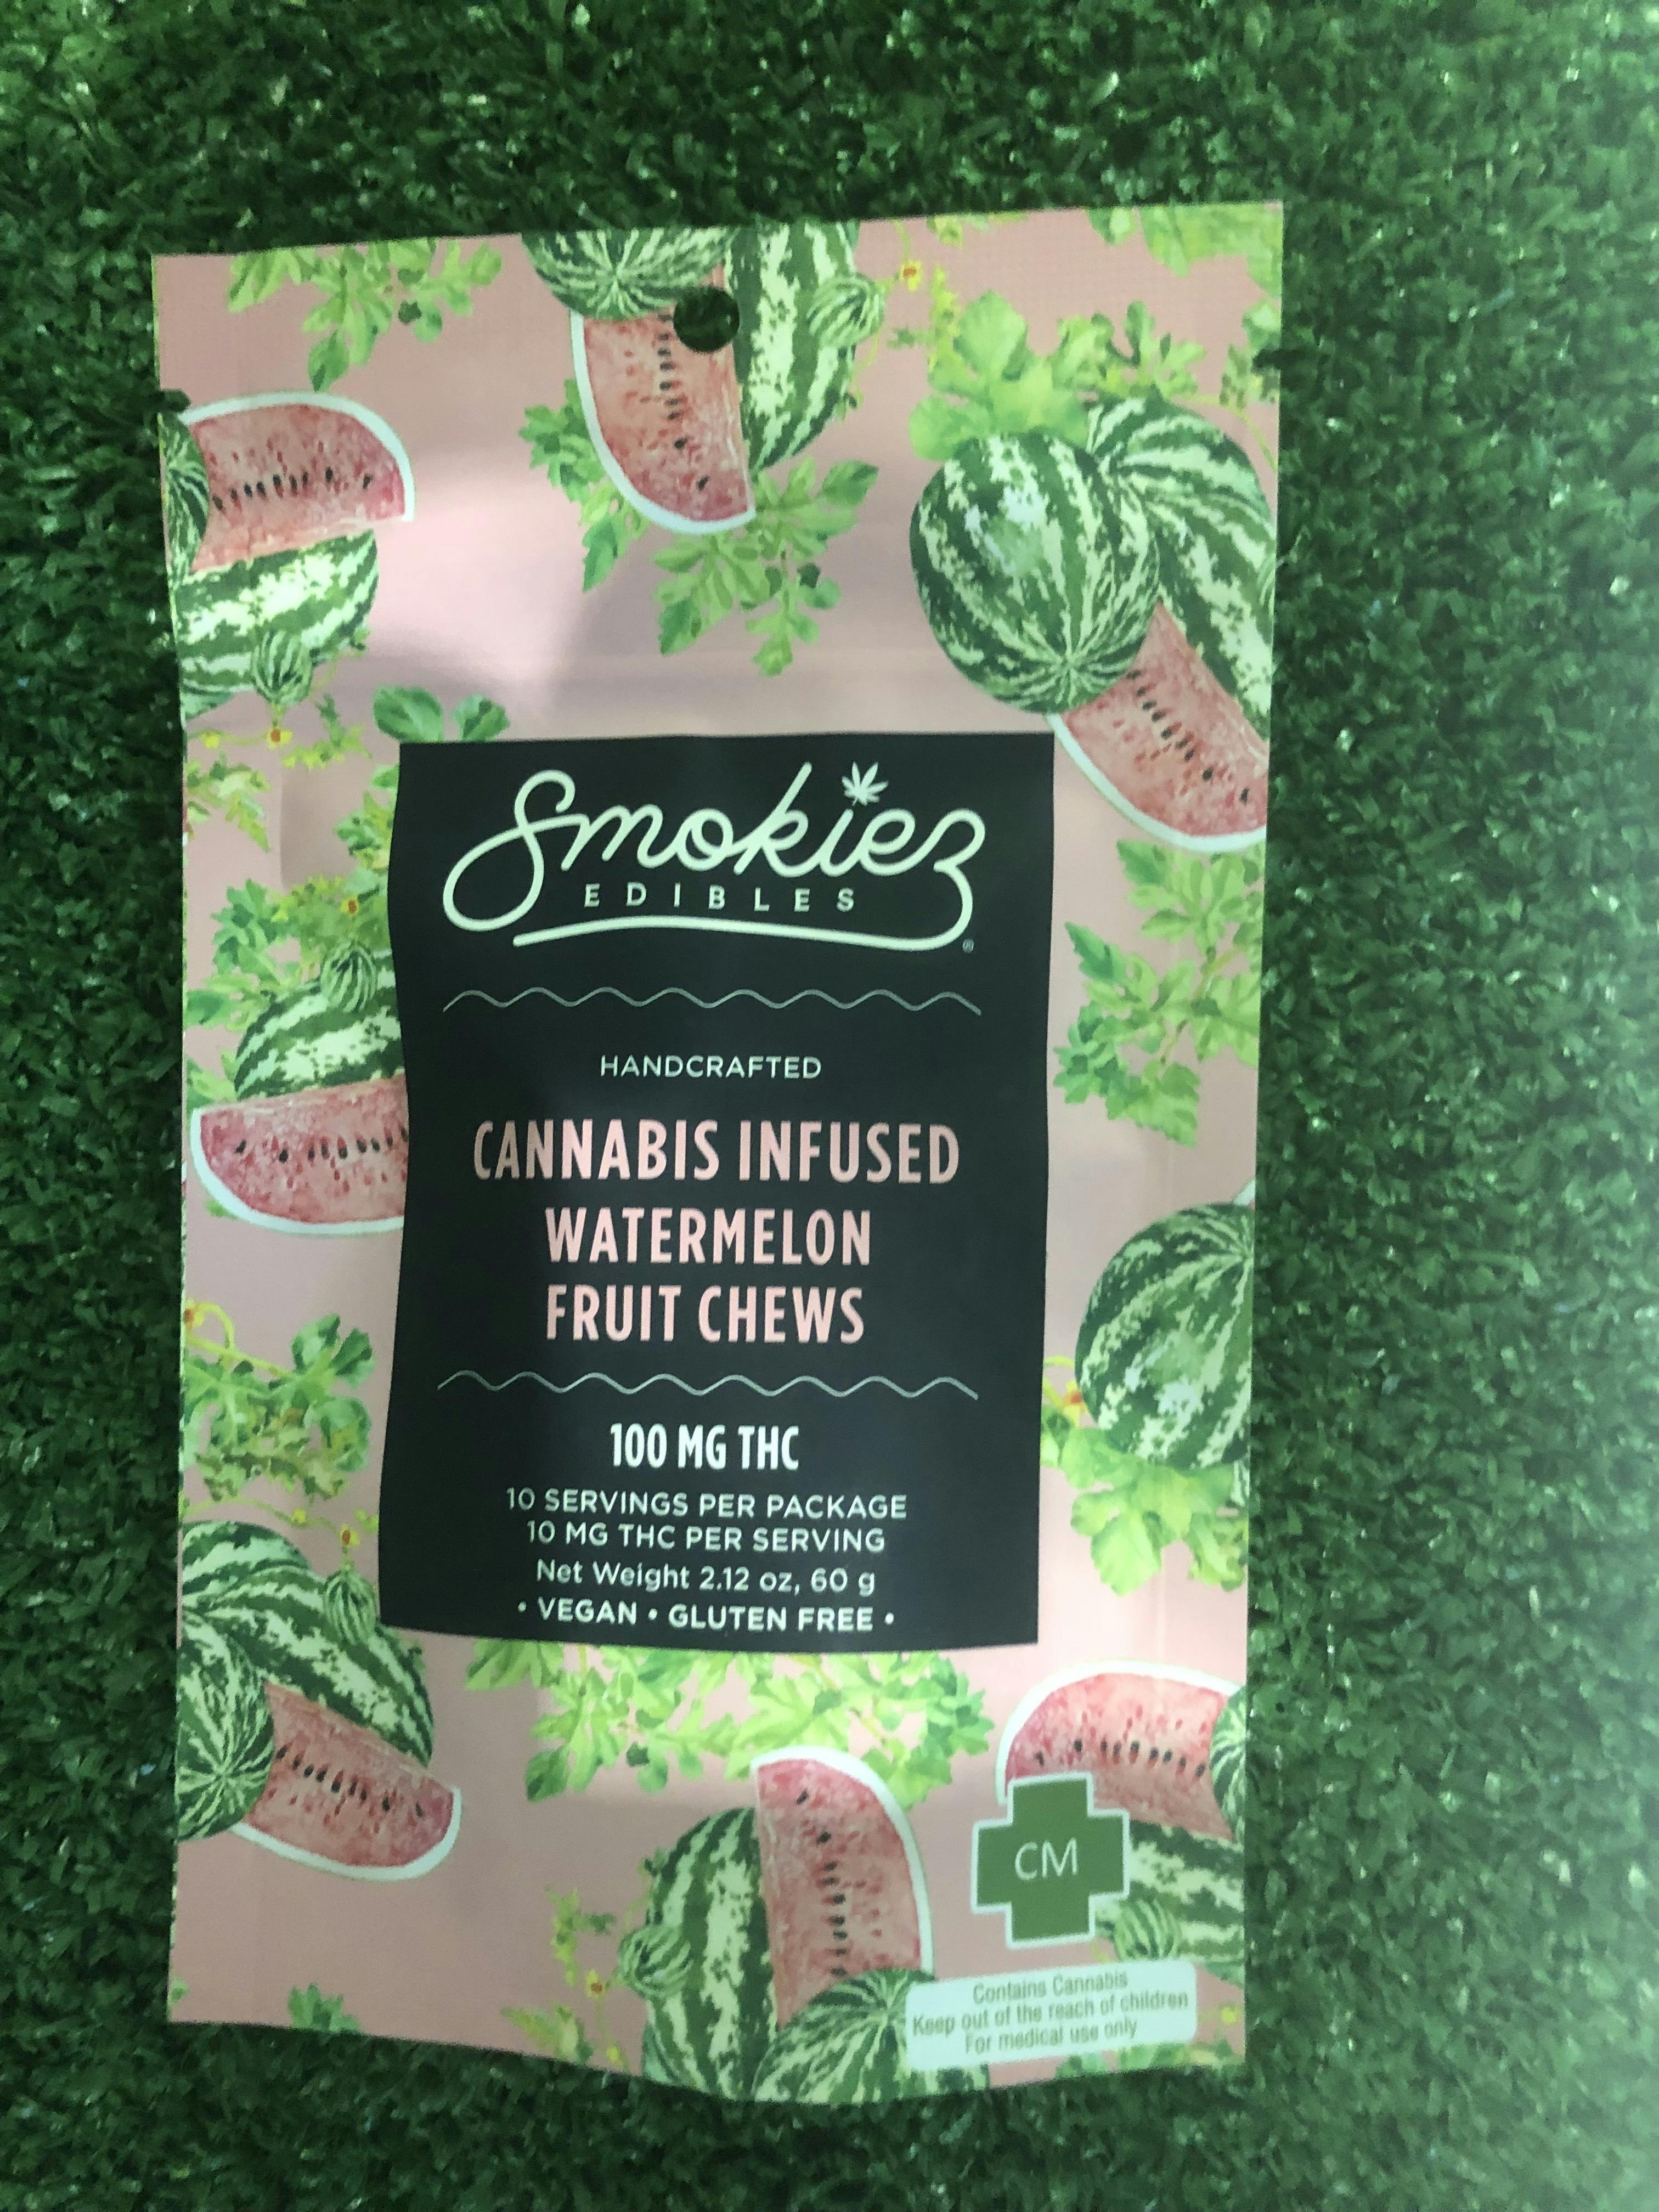 Smokiez
EDIBLES
®
HANDCRAFTED
CANNABIS INFUSED
WATERMELON
FRUIT CHEWS
100 MG THC
10 SERVINGS PER PACKAGE
10 MG THC PER SERVING
Net Weight 2.12 oz, 60 g
• VEGAN • GLUTEN FREE •
CM
Contains Cannabis
Keep out of the reach of children
For medical use only